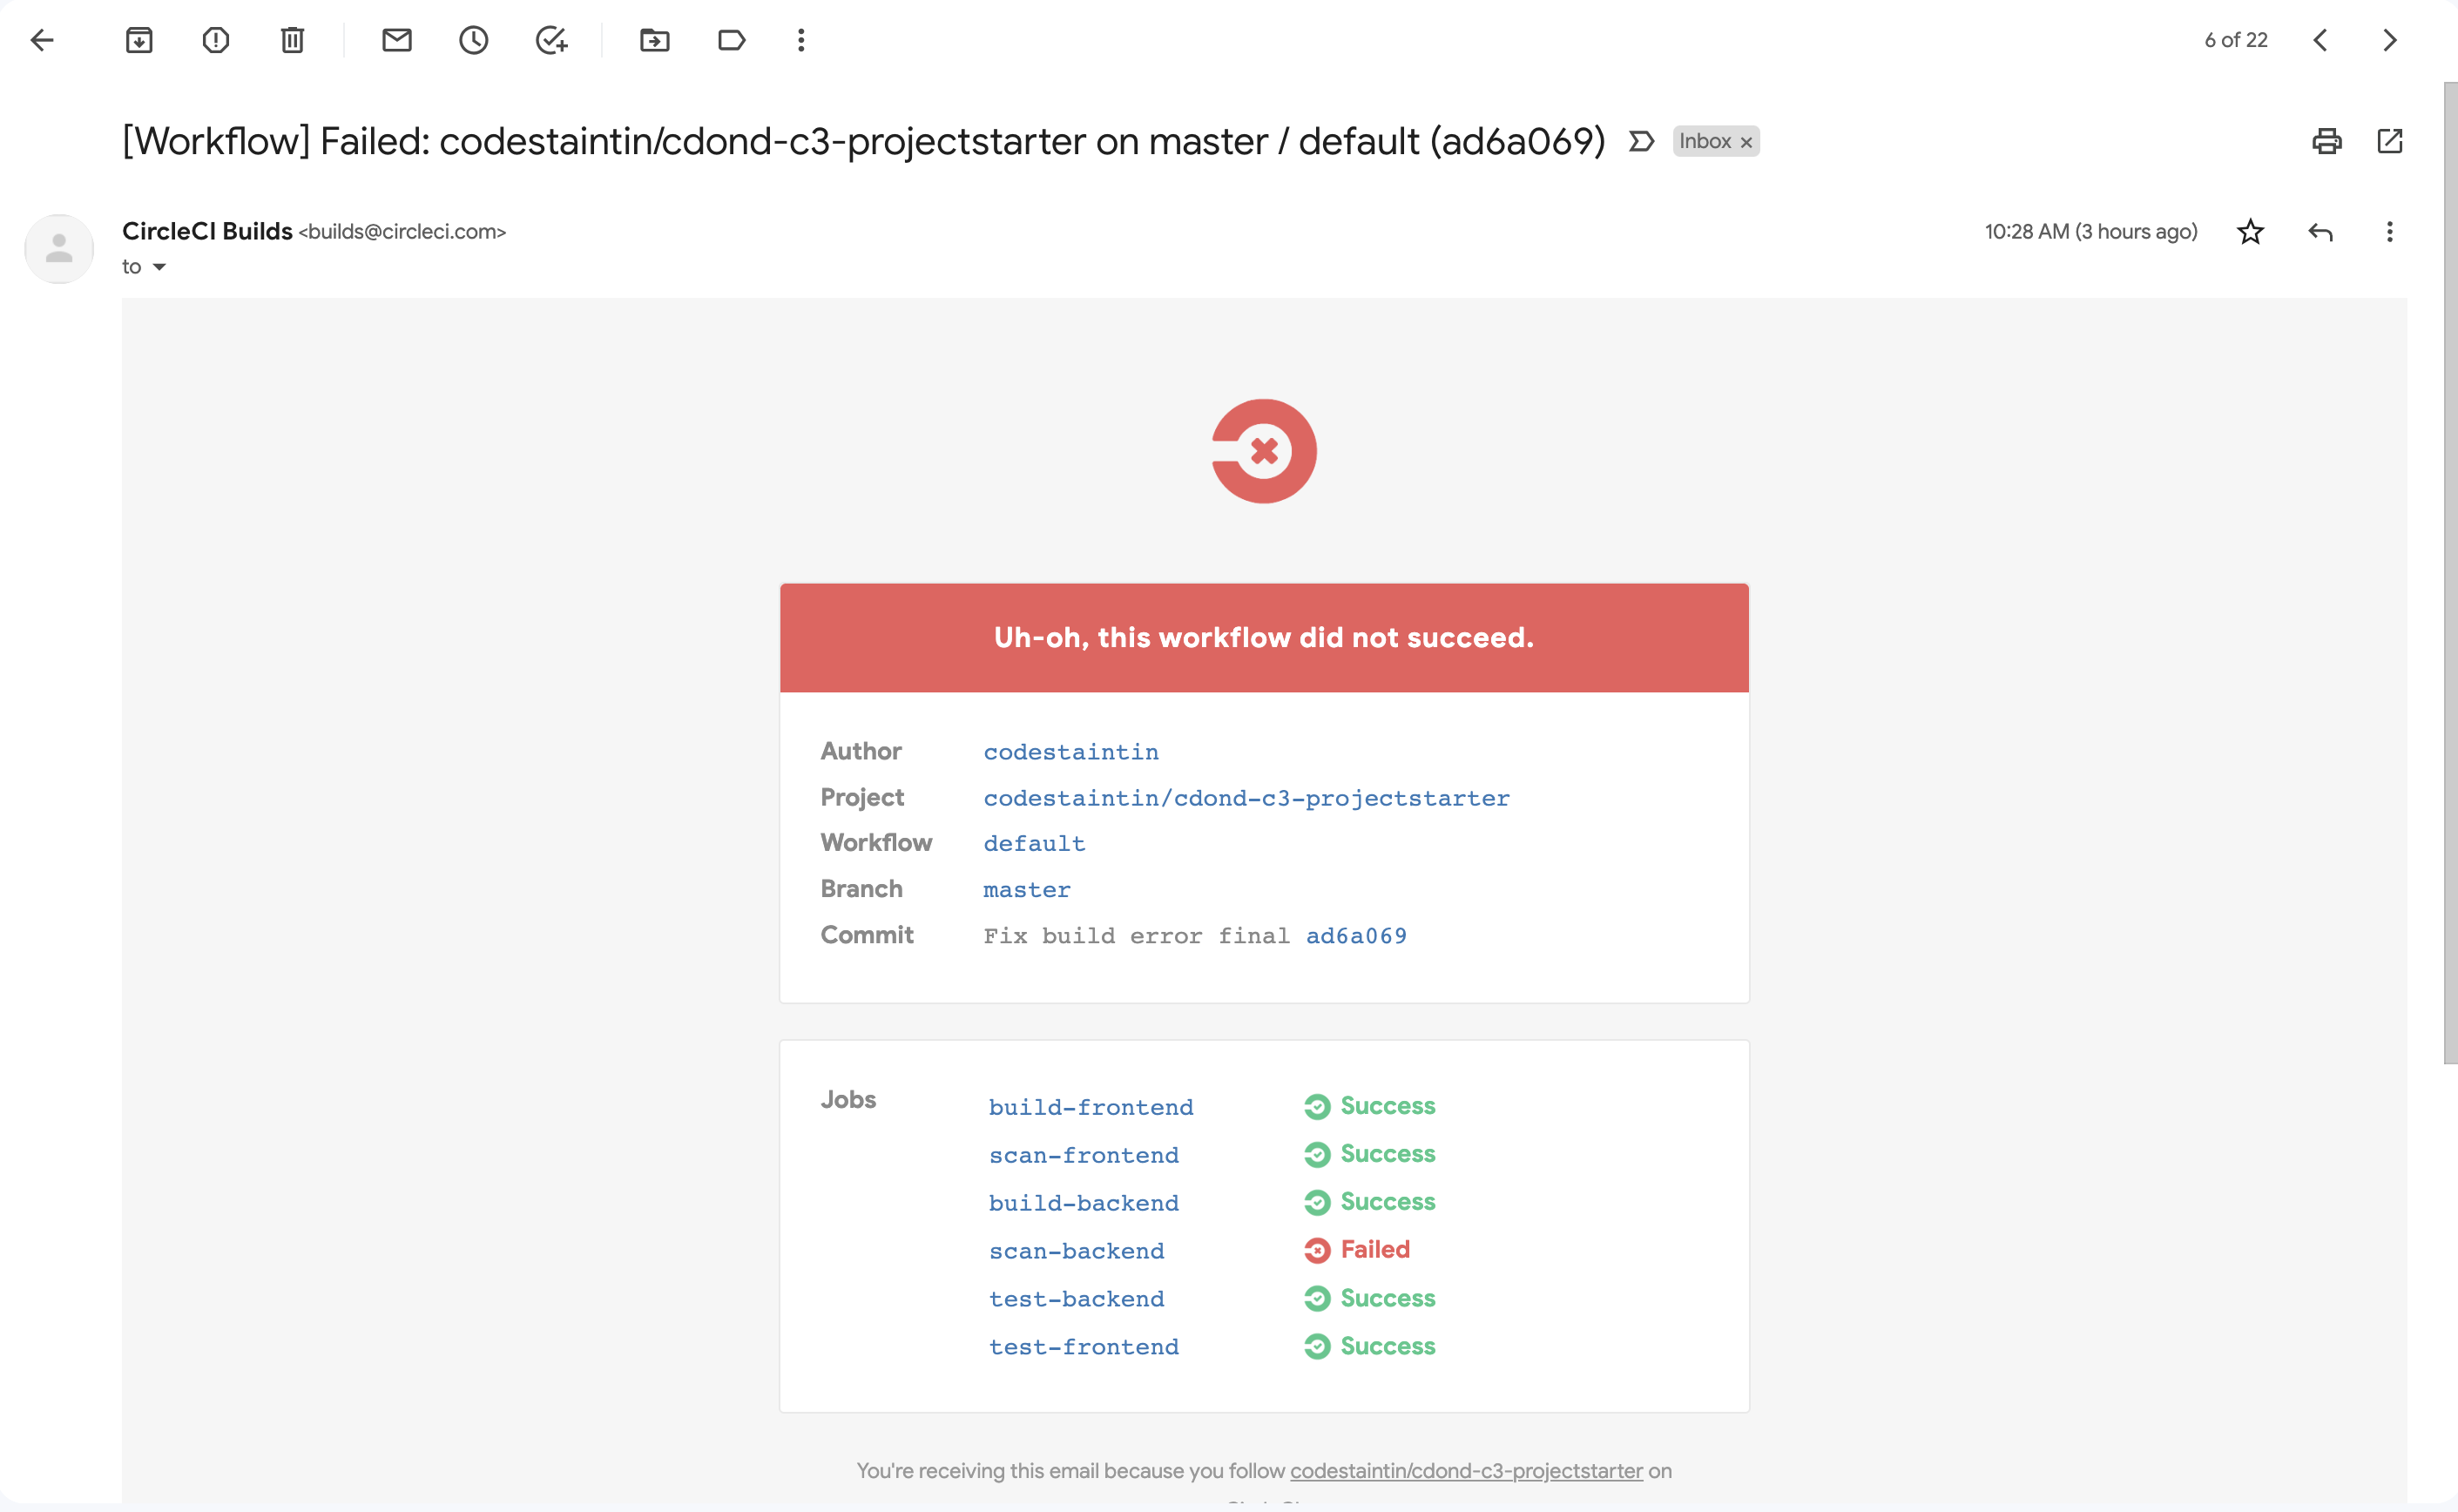 6 of 22
[Workflow] Failed: codestaintin/cdond-c3-projectstarter on master / default (ad6a069) Inbox ×
CircleCI Builds <builds@circleci.com> 10:28 AM (3 hours ago)
to
Uh-oh, this workflow did not succeed.
Author codestaintin
Project codestaintin/cdond-c3-projectstarter
Workflow default
Branch master
Commit Fix build error final ad6a069
Jobs build-frontend Success
scan-frontend Success
build-backend Success
scan-backend Failed
test-backend Success
test-frontend Success
You're receiving this email because you follow codestaintin/cdond-c3-projectstarter on